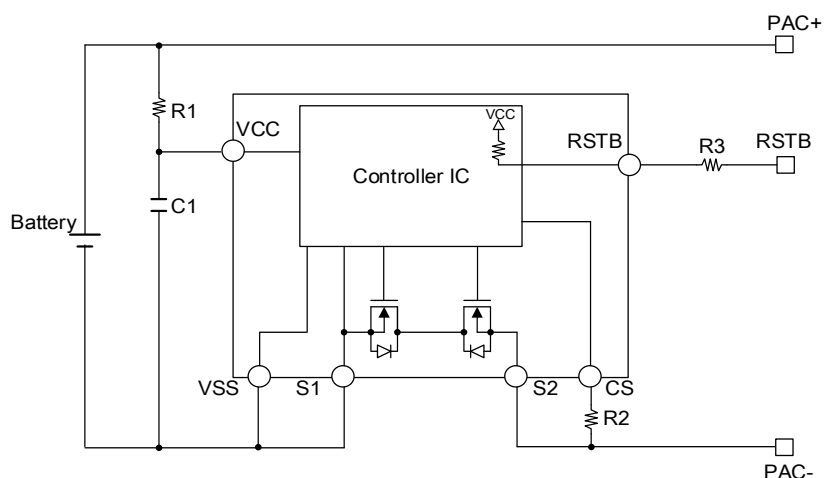 PAC+
R1
VCC
VCC
RSTB
RSTB
R3
Controller IC
C1
Battery
VSS
S1
S2
CS
R2
PAC-